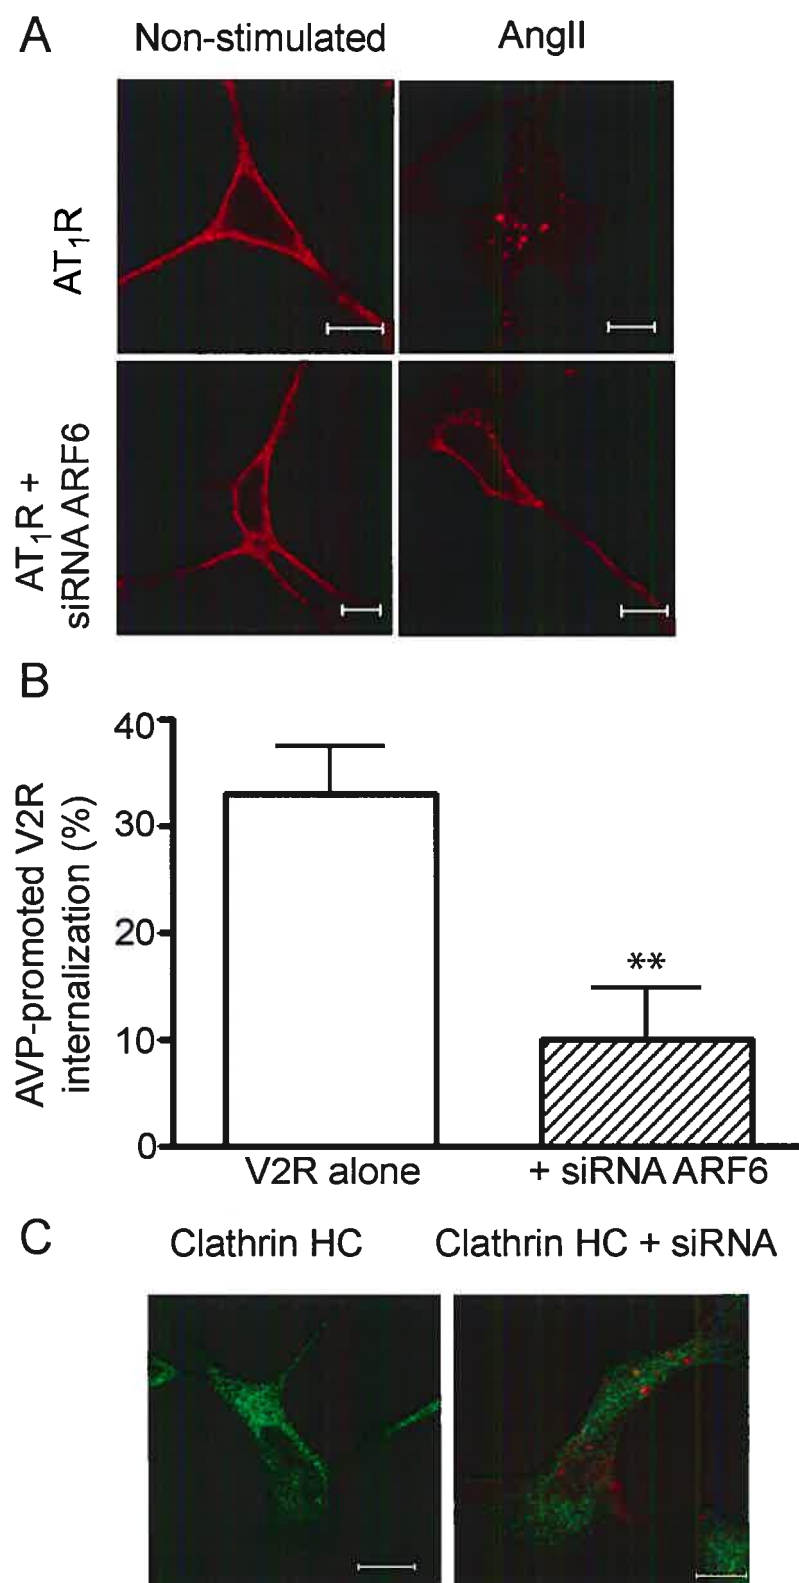 A
Non-stimulated
AngII
AT₁R
AT₁R +
siRNA ARF6
B
AVP-promoted V2R
internalization (%)
40
30
20
10
0
**
V2R alone
+ siRNA ARF6
C
Clathrin HC
Clathrin HC + siRNA